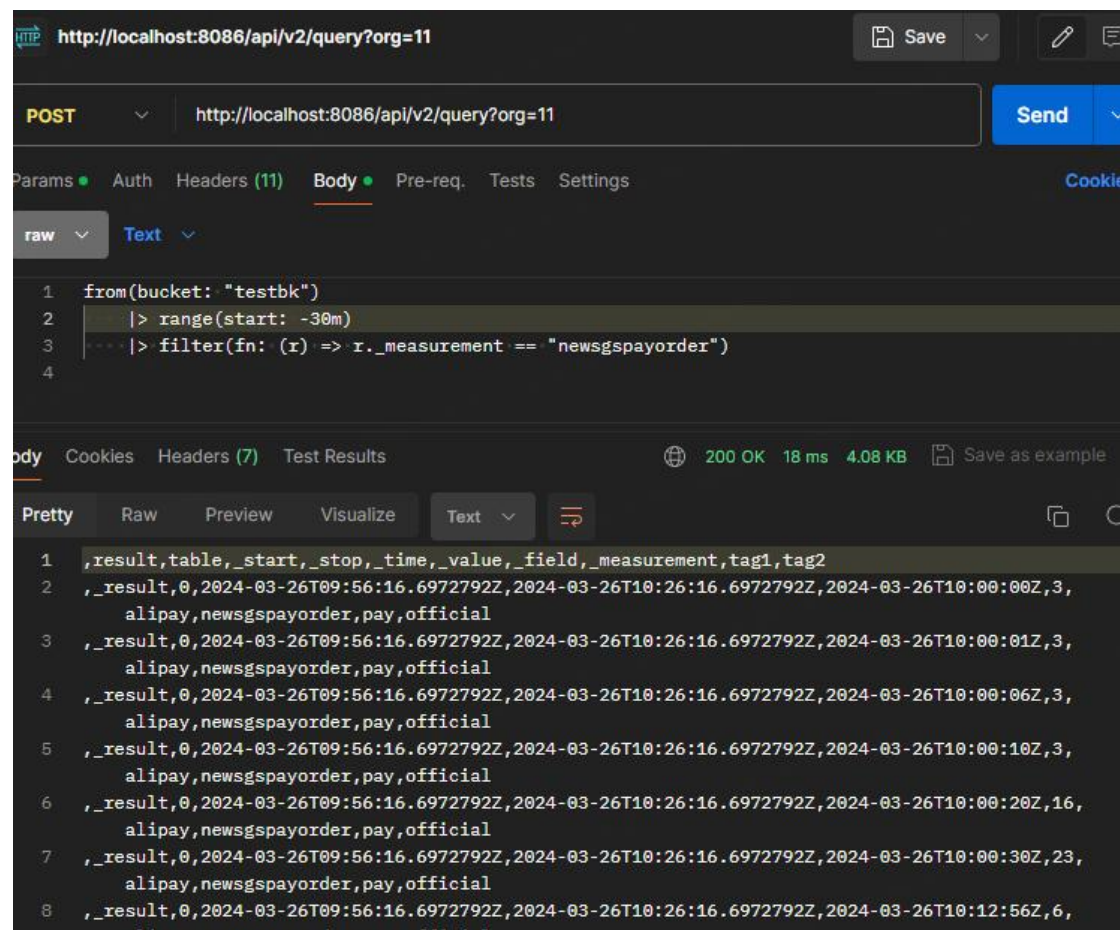 HTTP http://localhost:8086/api/v2/query?org=11 Save
POST http://localhost:8086/api/v2/query?org=11 Send
Params Auth Headers (11) Body Pre-req. Tests Settings Cookie
raw Text
1 from(bucket: "testbk")
2 |> range(start: -30m)
3 |> filter(fn: (r) => r._measurement == "newsgspayorder")
4
ody Cookies Headers (7) Test Results 200 OK 18 ms 4.08 KB Save as example
Pretty Raw Preview Visualize Text
1 ,result,table,_start,_stop,_time,_value,_field,_measurement,tag1,tag2
2 ,_result,0,2024-03-26T09:56:16.6972792Z,2024-03-26T10:26:16.6972792Z,2024-03-26T10:00:00Z,3,
alipay,newsgspayorder,pay,official
3 ,_result,0,2024-03-26T09:56:16.6972792Z,2024-03-26T10:26:16.6972792Z,2024-03-26T10:00:01Z,3,
alipay,newsgspayorder,pay,official
4 ,_result,0,2024-03-26T09:56:16.6972792Z,2024-03-26T10:26:16.6972792Z,2024-03-26T10:00:06Z,3,
alipay,newsgspayorder,pay,official
5 ,_result,0,2024-03-26T09:56:16.6972792Z,2024-03-26T10:26:16.6972792Z,2024-03-26T10:00:10Z,3,
alipay,newsgspayorder,pay,official
6 ,_result,0,2024-03-26T09:56:16.6972792Z,2024-03-26T10:26:16.6972792Z,2024-03-26T10:00:20Z,16,
alipay,newsgspayorder,pay,official
7 ,_result,0,2024-03-26T09:56:16.6972792Z,2024-03-26T10:26:16.6972792Z,2024-03-26T10:00:30Z,23,
alipay,newsgspayorder,pay,official
8 ,_result,0,2024-03-26T09:56:16.6972792Z,2024-03-26T10:26:16.6972792Z,2024-03-26T10:12:56Z,6,